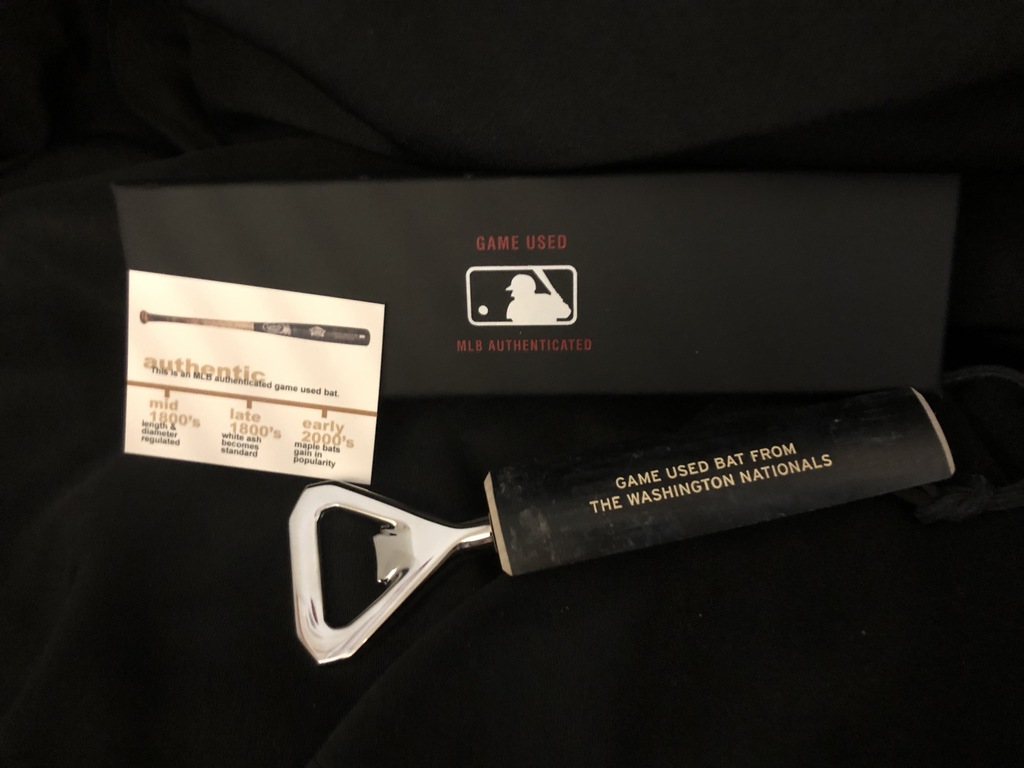 GAME USED
MLB AUTHENTICATED
authentic
This is an MLB authenticated game used bat.
mid
1800's
length &
diameter
regulated
late
1800's
white ash
becomes
standard
early
2000's
maple bats
gain in
popularity
GAME USED BAT FROM
THE WASHINGTON NATIONALS